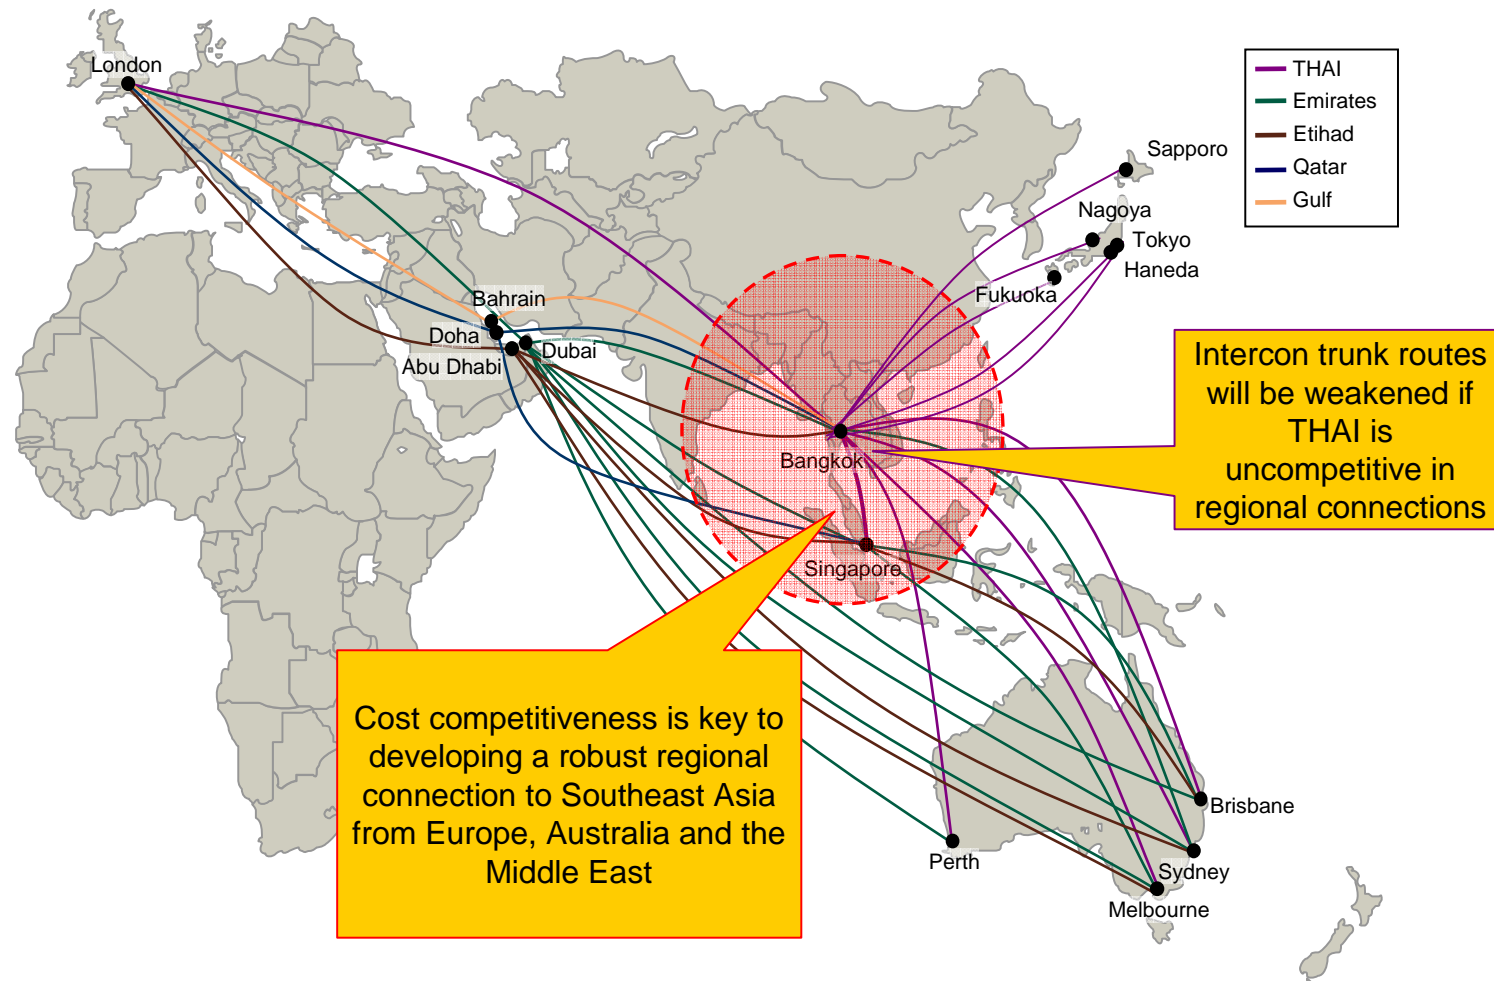 London
THAI
Emirates
Etihad
Qatar
Gulf
Sapporo
Nagoya
Tokyo
Haneda
Fukuoka
Bahrain
Doha
Dubai
Abu Dhabi
Intercon trunk routes
will be weakened if
THAI is
uncompetitive in
regional connections
Bangkok
Singapore
Cost competitiveness is key to
developing a robust regional
connection to Southeast Asia
from Europe, Australia and the
Middle East
Brisbane
Perth
Sydney
Melbourne